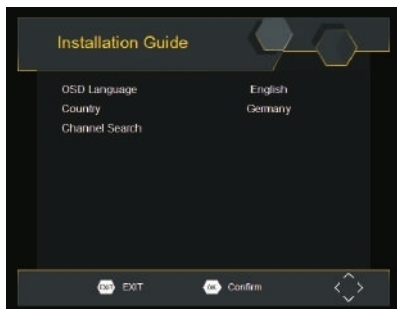 Installation Guide
OSD Language English
Country Germany
Channel Search
EXIT EXIT OK Confirm